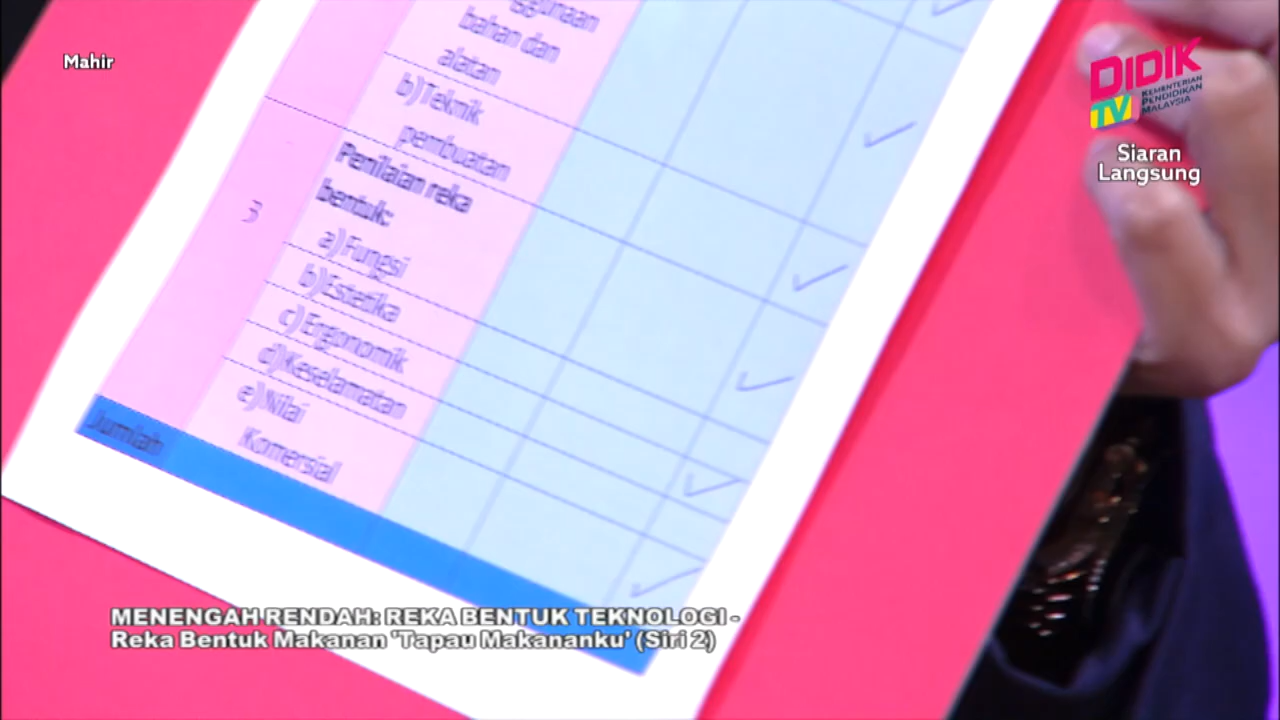 Mahir
DIDIK
TV
KEMENTERIAN
PENDIDIKAN
MALAYSIA
Siaran
Langsung
bahan dan
alatan
b) Teknik
pembuatan
3
Penilaian reka
bentuk:
a) Fungsi
b) Estetika
c) Ergonomik
d) Keselamatan
e) Nilai
Komersial
Jumlah
MENENGAH RENDAH: REKA BENTUK TEKNOLOGI -
Reka Bentuk Makanan 'Tapau Makananku' (Siri 2)